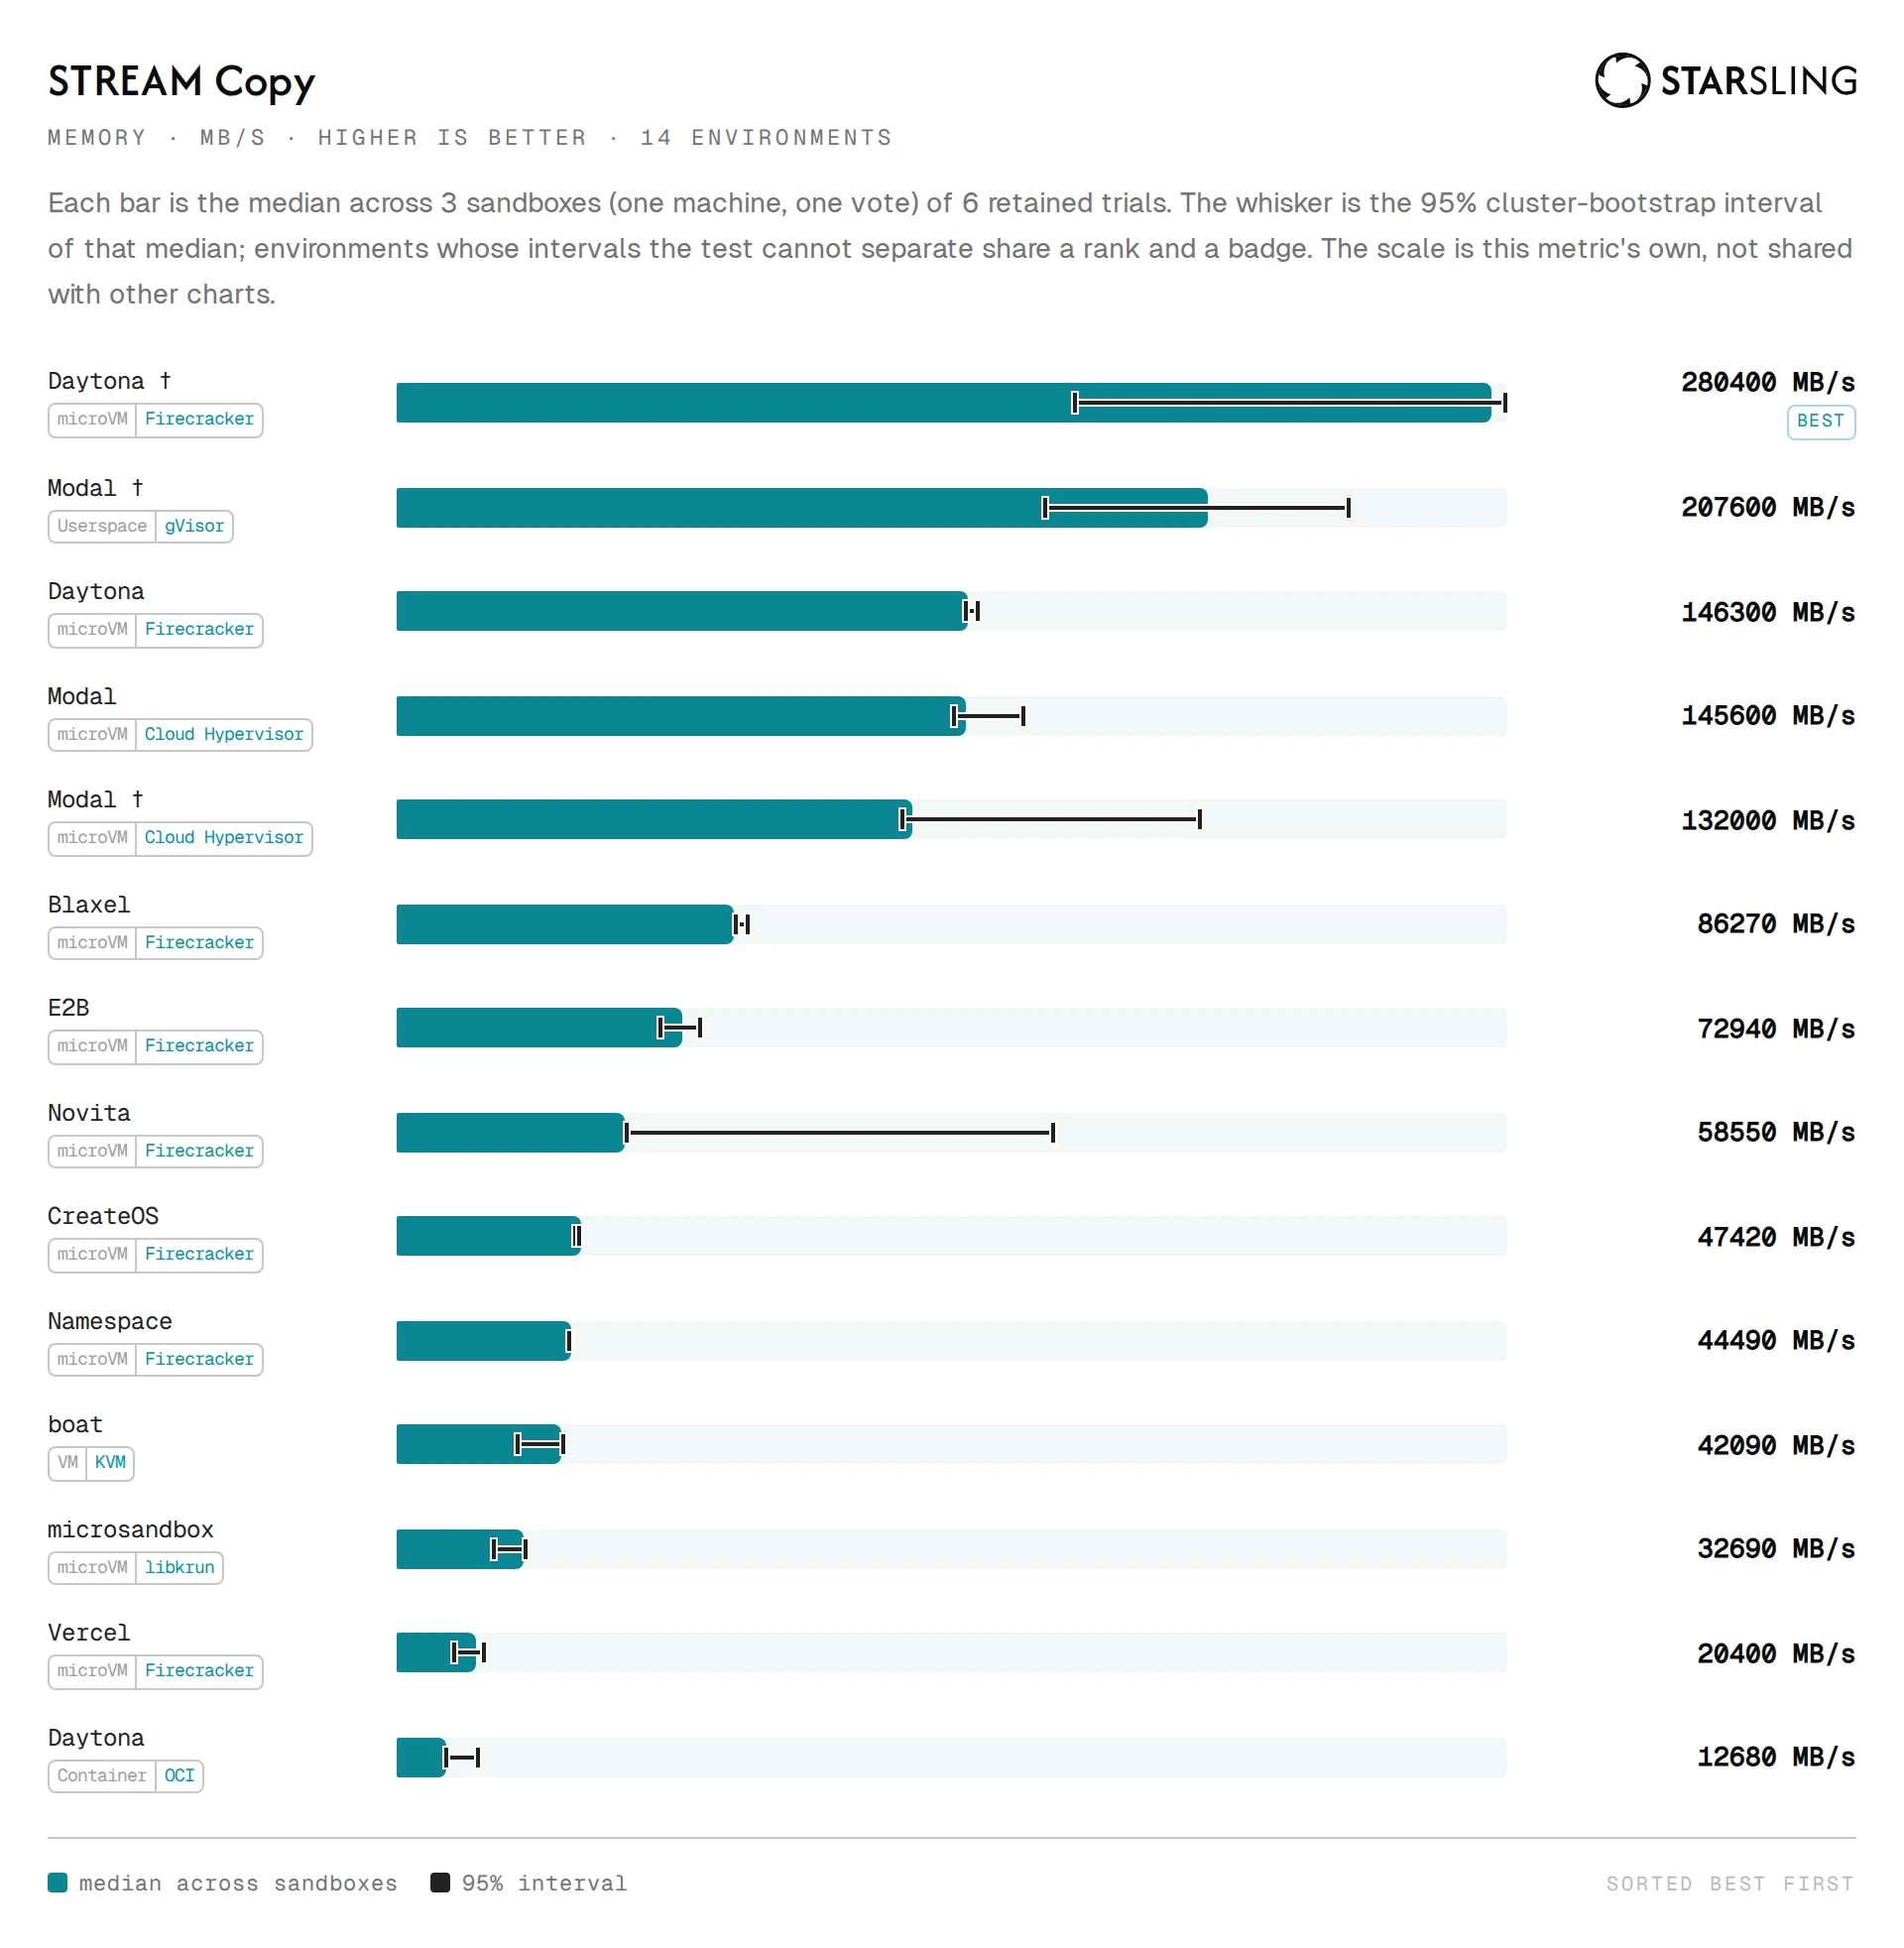 STREAM Copy
STARSLING
MEMORY · MB/S · HIGHER IS BETTER · 14 ENVIRONMENTS
Each bar is the median across 3 sandboxes (one machine, one vote) of 6 retained trials. The whisker is the 95% cluster-bootstrap interval
of that median; environments whose intervals the test cannot separate share a rank and a badge. The scale is this metric's own, not shared
with other charts.
Daytona †
microVM Firecracker
280400 MB/s
BEST
Modal †
Userspace gVisor
207600 MB/s
Daytona
microVM Firecracker
146300 MB/s
Modal
microVM Cloud Hypervisor
145600 MB/s
Modal †
microVM Cloud Hypervisor
132000 MB/s
Blaxel
microVM Firecracker
86270 MB/s
E2B
microVM Firecracker
72940 MB/s
Novita
microVM Firecracker
58550 MB/s
CreateOS
microVM Firecracker
47420 MB/s
Namespace
microVM Firecracker
44490 MB/s
boat
VM KVM
42090 MB/s
microsandbox
microVM libkrun
32690 MB/s
Vercel
microVM Firecracker
20400 MB/s
Daytona
Container OCI
12680 MB/s
median across sandboxes 95% interval
SORTED BEST FIRST